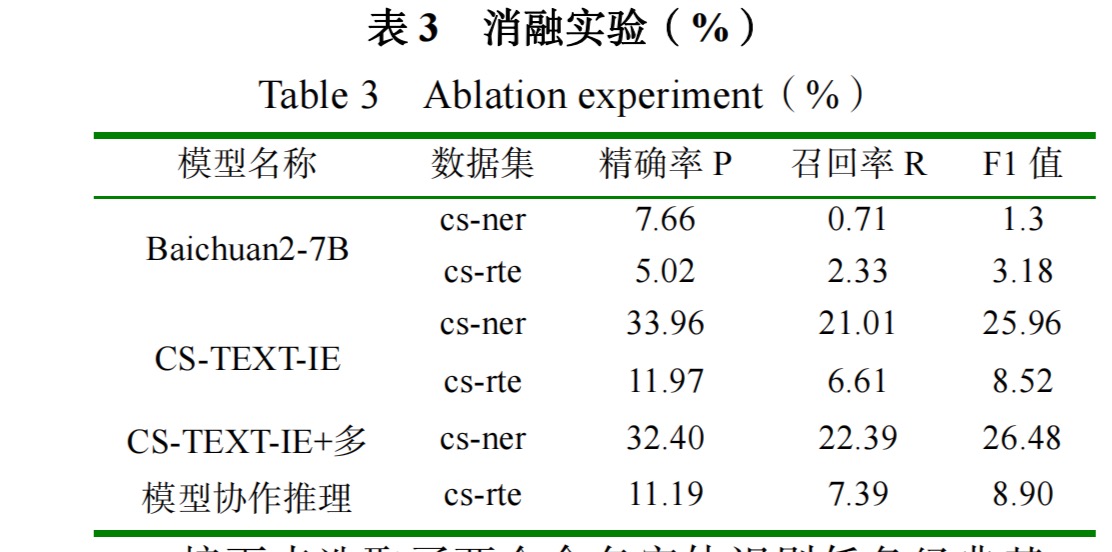 表 3 消融实验（%）
Table 3 Ablation experiment（%）
模型名称 数据集 精确率 P 召回率 R F1 值
Baichuan2-7B cs-ner 7.66 0.71 1.3
cs-rte 5.02 2.33 3.18
CS-TEXT-IE cs-ner 33.96 21.01 25.96
cs-rte 11.97 6.61 8.52
CS-TEXT-IE+多 cs-ner 32.40 22.39 26.48
模型协作推理 cs-rte 11.19 7.39 8.90